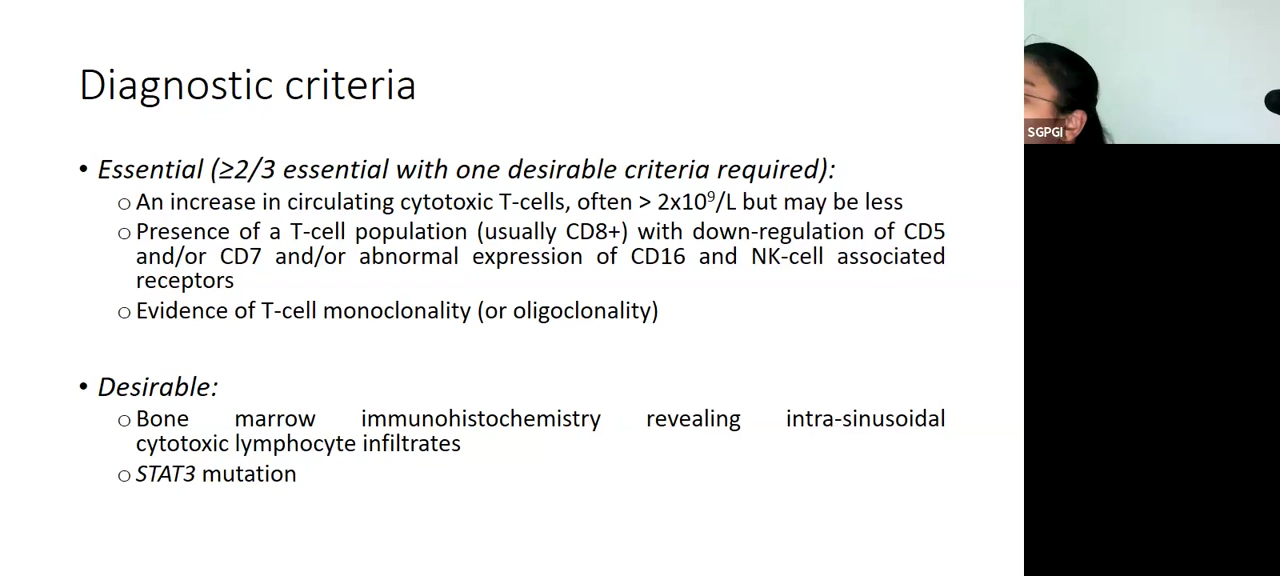 Diagnostic criteria
• Essential (≥2/3 essential with one desirable criteria required):
○ An increase in circulating cytotoxic T-cells, often > 2x10⁹/L but may be less
○ Presence of a T-cell population (usually CD8+) with down-regulation of CD5
and/or CD7 and/or abnormal expression of CD16 and NK-cell associated
receptors
○ Evidence of T-cell monoclonality (or oligoclonality)
• Desirable:
○ Bone marrow immunohistochemistry revealing intra-sinusoidal
cytotoxic lymphocyte infiltrates
○ STAT3 mutation
SGPGI